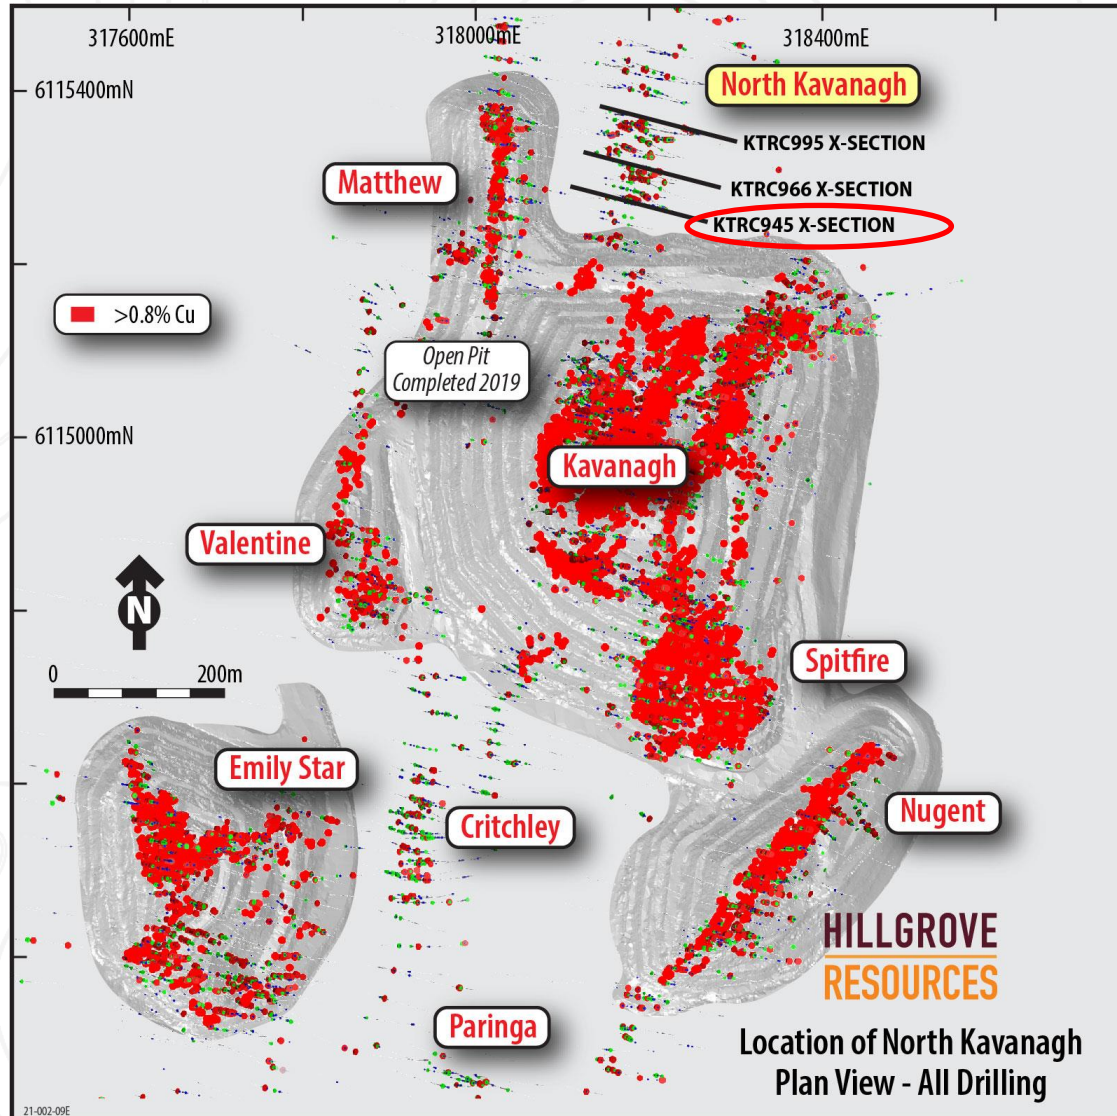 317600mE
318000mE
318400mE
6115400mN
North Kavanagh
KTRC995 X-SECTION
Matthew
KTRC966 X-SECTION
KTRC945 X-SECTION
>0.8% Cu
Open Pit
Completed 2019
6115000mN
Kavanagh
Valentine
N
Spitfire
0
200m
Emily Star
Critchley
Nugent
HILLGROVE
RESOURCES
Paringa
Location of North Kavanagh
Plan View - All Drilling
21-002-09E